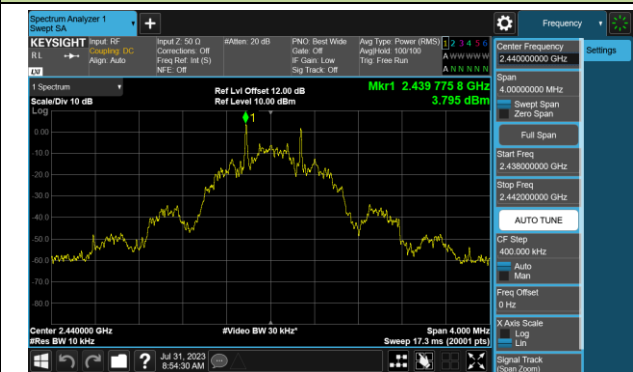 Spectrum Analyzer 1
Swept SA
+
Frequency
KEYSIGHT
RL
LXI
Input: RF
Coupling: DC
Align: Auto
Input Z: 50 Ω
Corrections: Off
Freq Ref: Int (S)
NFE: Off
#Atten: 20 dB
PNO: Best Wide
Gate: Off
IF Gain: Low
Sig Track: Off
Avg Type: Power (RMS)
Avg|Hold: 100/100
Trig: Free Run
1 2 3 4 5 6
A W W W W W
A N N N N N
1 Spectrum
Scale/Div 10 dB
Ref Lvl Offset 12.00 dB
Ref Level 10.00 dBm
Mkr1 2.439 775 8 GHz
3.795 dBm
Log
1
0.00
-10.0
-20.0
-30.0
-40.0
-50.0
-60.0
-70.0
-80.0
Center 2.440000 GHz
#Res BW 10 kHz
#Video BW 30 kHz*
Span 4.000 MHz
Sweep 17.3 ms (20001 pts)
?
Jul 31, 2023
8:54:30 AM
Center Frequency
2.440000000 GHz
Settings
Span
4.00000000 MHz
Swept Span
Zero Span
Full Span
Start Freq
2.438000000 GHz
Stop Freq
2.442000000 GHz
AUTO TUNE
CF Step
400.000 kHz
Auto
Man
Freq Offset
0 Hz
X Axis Scale
Log
Lin
Signal Track
(Span Zoom)